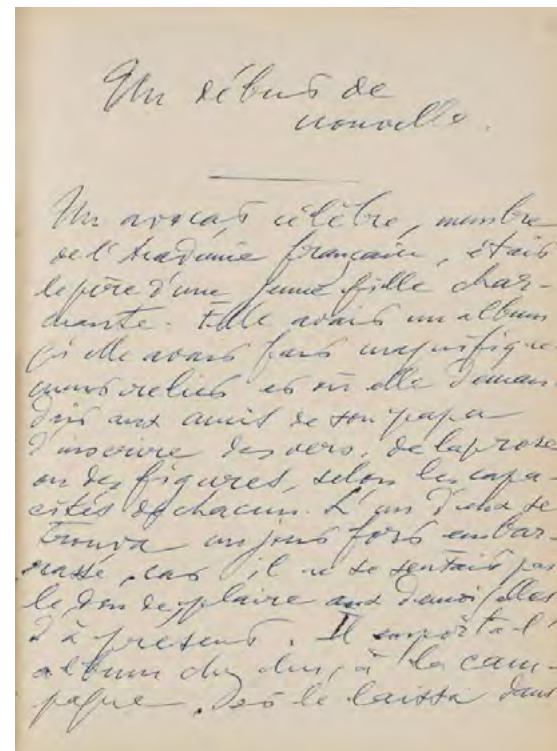 Un début de
nouvelle.
Un avocat célèbre, membre
de l'Académie française, était
le père d'une jeune fille char-
mante. Elle avait un album
qu'elle avait fait magnifique-
ment relier et où elle deman
dait aux amis de son papa
d'inscrire des vers, de la prose
ou des figures, selon les capa-
cités de chacun. L'un d'eux se
trouva un jour fort embar-
rassé, car il ne se sentait pas
le don de plaire aux demoiselles
d'à présent. Il emporta l'
album chez lui, à la cam-
pagne, et le laissa dans